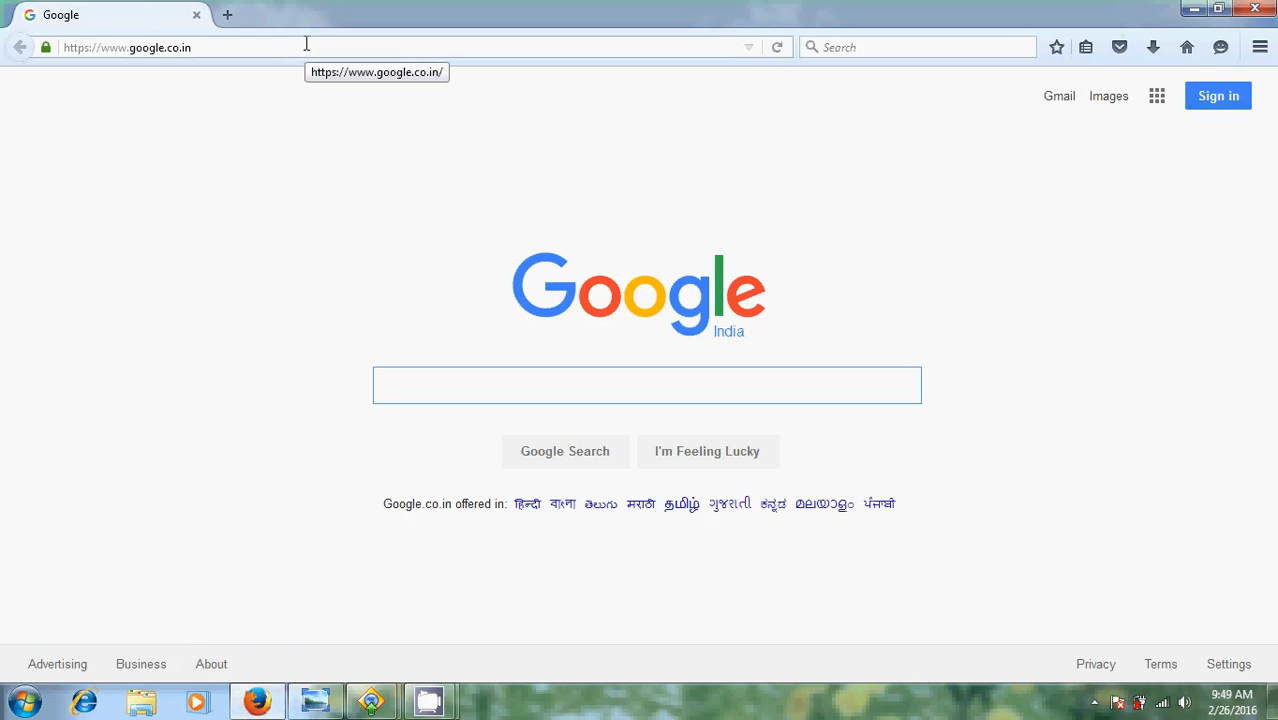 Google
https://www.google.co.in
Search
https://www.google.co.in/
Gmail Images Sign in
Google
India
Google Search I'm Feeling Lucky
Google.co.in offered in: हिन्दी বাংলা తెలుగు मराठी தமிழ் ગુજરાતી ಕನ್ನಡ മലയാളം ਪੰਜਾਬੀ
Advertising Business About Privacy Terms Settings
9:49 AM
2/26/2016